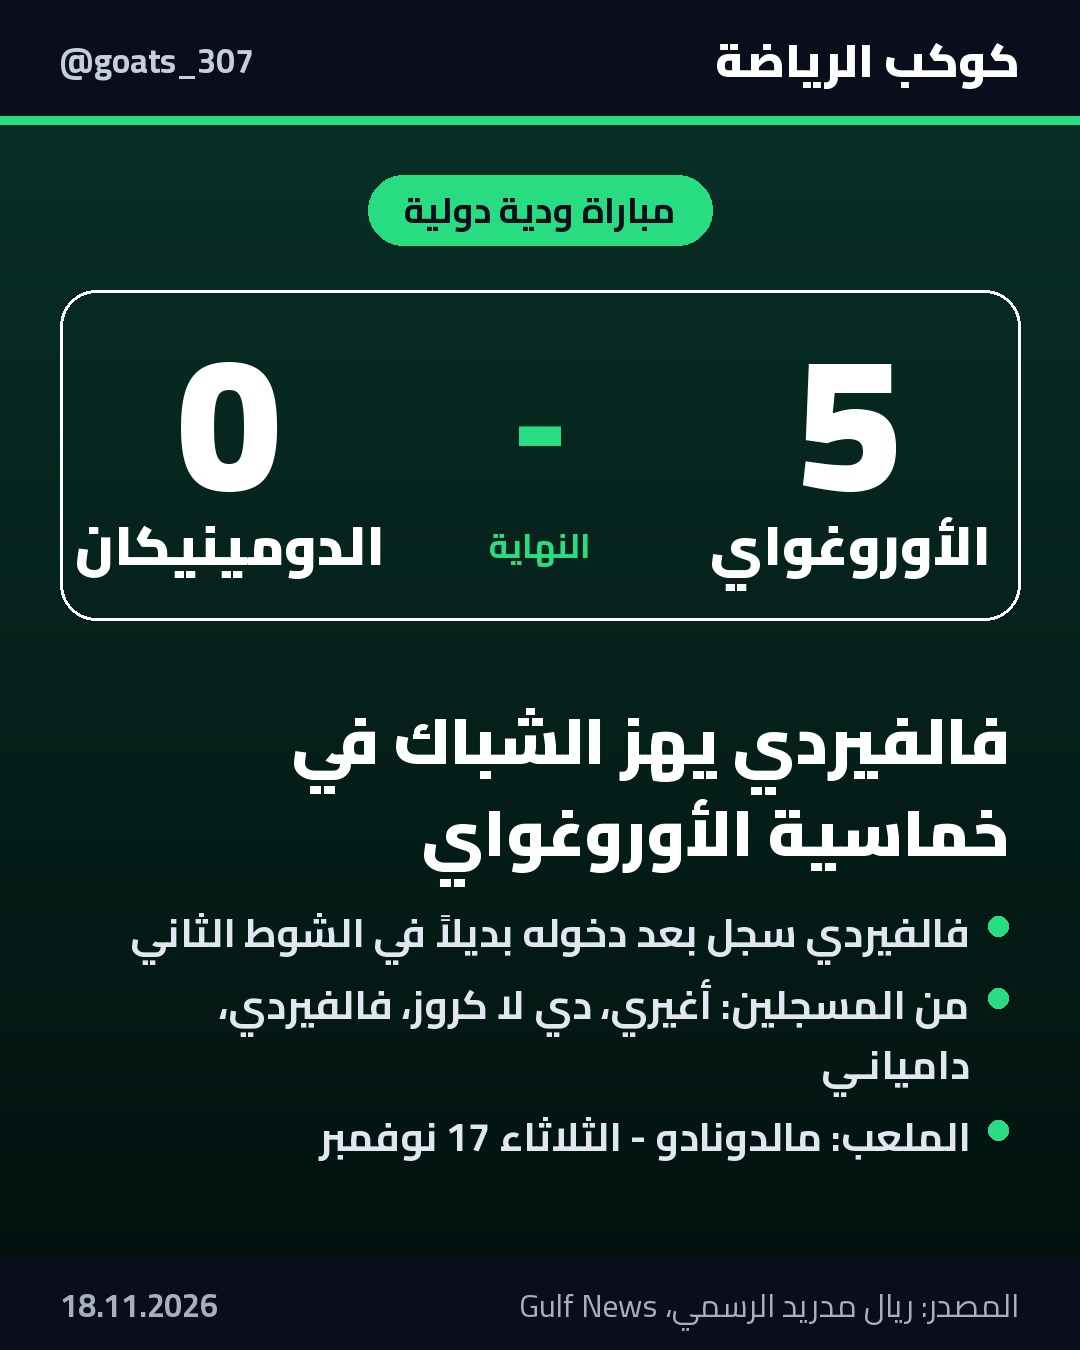 كوكب الرياضة
@goats_307
مباراة ودية دولية
5 - 0
الأوروغواي
النهاية
الدومينيكان
فالفيردي يهز الشباك في
خماسية الأوروغواي
فالفيردي سجل بعد دخوله بديلاً في الشوط الثاني
من المسجلين: أغيري، دي لا كروز، فالفيردي،
داميانـي
الملعب: مالدونادو - الثلاثاء 17 نوفمبر
المصدر: ريال مدريد الرسمي، Gulf News
18.11.2026